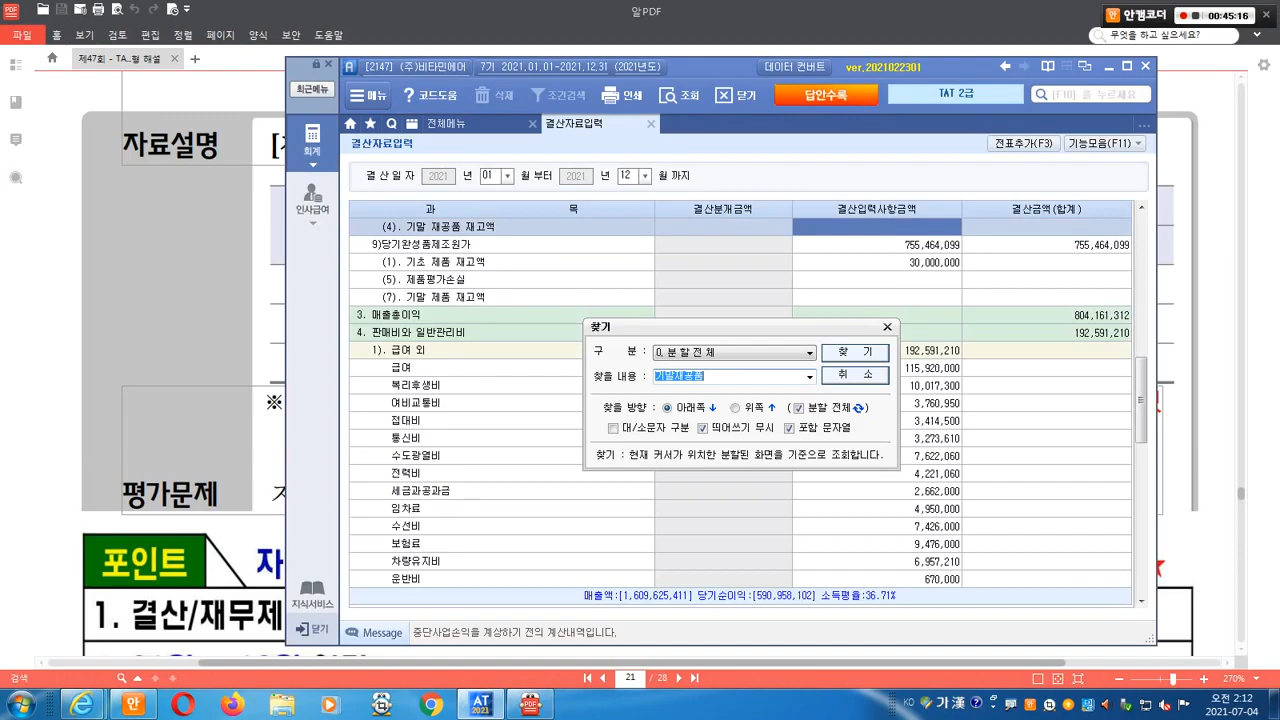 알PDF
안캠코더
00:45:16
파일 홈 보기 검토 편집 정렬 페이지 양식 보안 도움말
무엇을 하고 싶으세요?
제47회 - TA...형 해설
[2147] (주)비타민에어 7기 2021.01.01~2021.12.31 (2021년도) 데이터 컨버트 ver.2021022301
최근메뉴
메뉴 코드도움 삭제 조건검색 인쇄 조회 닫기 답안수록 TAT 2급 [F10] 을 누르세요
전체메뉴 결산자료입력
회계
결산자료입력 전표추가(F3) 기능모음(F11)
자료설명
결 산 일 자 2021 년 01 월 부터 2021 년 12 월 까지
인사급여
과 목 결산분개금액 결산입력사항금액 결산금액(합계)
(4). 기말 재공품 재고액
9)당기완성품제조원가 755,464,099 755,464,099
(1). 기초 제품 재고액 30,000,000
(5). 제품평가손실
(7). 기말 제품 재고액
3. 매출총이익 804,161,312
4. 판매비와 일반관리비 192,591,210
1). 급여 외 192,591,210
급여 115,920,000
복리후생비 10,017,300
여비교통비 3,760,950
접대비 3,414,500
통신비 3,273,610
수도광열비 7,622,060
전력비 4,221,060
세금과공과금 2,662,000
임차료 4,950,000
수선비 7,426,000
보험료 9,476,000
차량유지비 6,957,210
운반비 670,000
찾기
구 분 : 0. 분 할 전 체 찾 기
찾을 내용 : 기말재공품 취 소
찾을 방향 : 아래쪽 위쪽 ( 분할 전체 )
대/소문자 구분 띄어쓰기 무시 포함 문자열
찾기 : 현재 커서가 위치한 분할된 화면을 기준으로 조회합니다.
매출액:[1,609,625,411] 당기순이익:[590,958,102] 소득평율:36.71%
지식서비스
닫기
Message 중단사업손익을 계상하기 전의 계산내역입니다.
※
평가문제
포인트
1. 결산/재무제
검색
21 / 28
270%
KO 가 漢
오전 2:12
2021-07-04
AT
2021